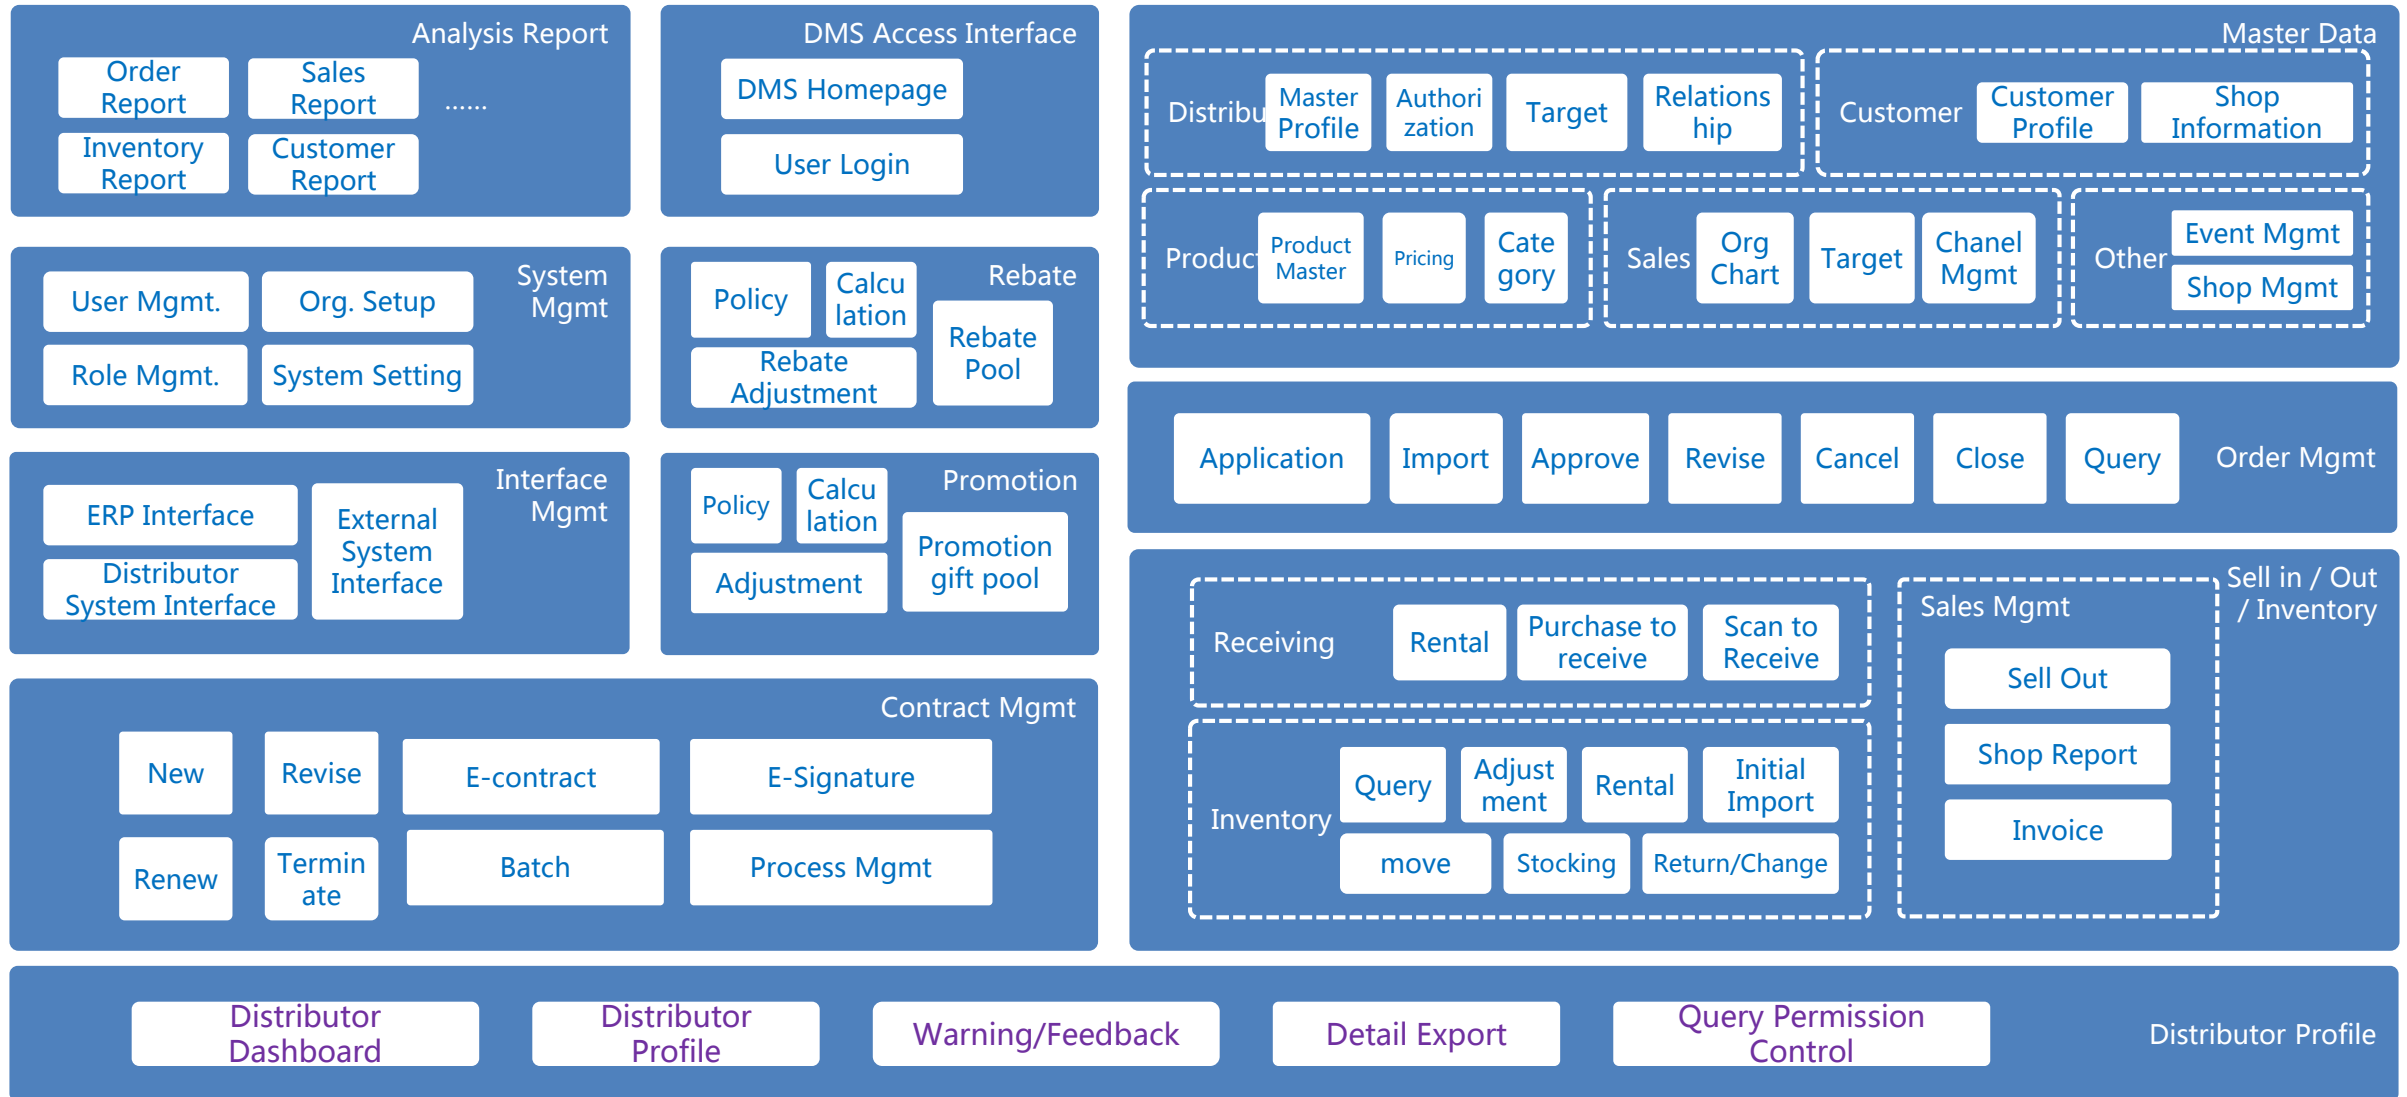 Analysis Report
Order
Report
Sales
Report
......
Inventory
Report
Customer
Report
DMS Access Interface
DMS Homepage
User Login
Master Data
Distribu
Master
Profile
Authori
zation
Target
Relations
hip
Customer
Customer
Profile
Shop
Information
Product
Product
Master
Pricing
Cate
gory
Sales
Org
Chart
Target
Chanel
Mgmt
Other
Event Mgmt
Shop Mgmt
System
Mgmt
User Mgmt.
Org. Setup
Role Mgmt.
System Setting
Rebate
Policy
Calcu
lation
Rebate
Adjustment
Rebate
Pool
Application
Import
Approve
Revise
Cancel
Close
Query
Order Mgmt
Interface
Mgmt
ERP Interface
Distributor
System Interface
External
System
Interface
Promotion
Policy
Calcu
lation
Adjustment
Promotion
gift pool
Sell in / Out
/ Inventory
Receiving
Rental
Purchase to
receive
Scan to
Receive
Sales Mgmt
Sell Out
Shop Report
Invoice
Inventory
Query
Adjust
ment
Rental
Initial
Import
move
Stocking
Return/Change
Contract Mgmt
New
Revise
E-contract
E-Signature
Renew
Termin
ate
Batch
Process Mgmt
Distributor
Dashboard
Distributor
Profile
Warning/Feedback
Detail Export
Query Permission
Control
Distributor Profile